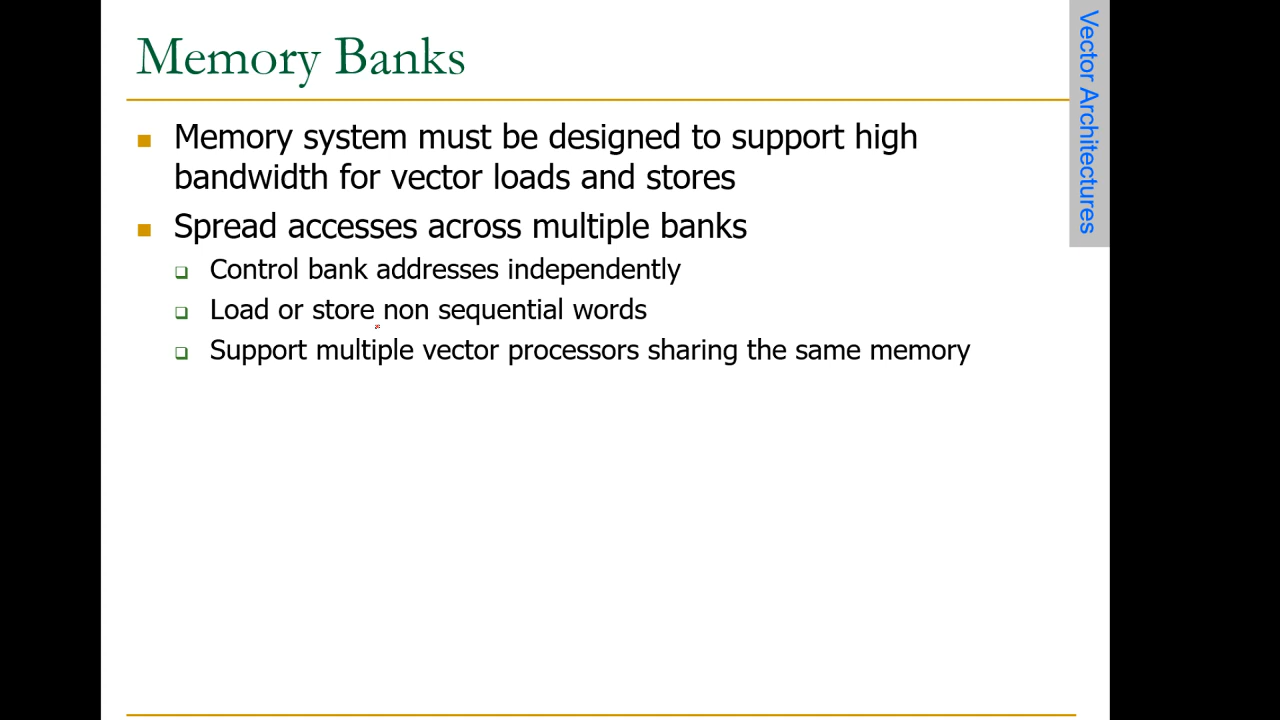 Memory Banks
Memory system must be designed to support high
bandwidth for vector loads and stores
Spread accesses across multiple banks
Control bank addresses independently
Load or store non sequential words
Support multiple vector processors sharing the same memory
Vector Architectures